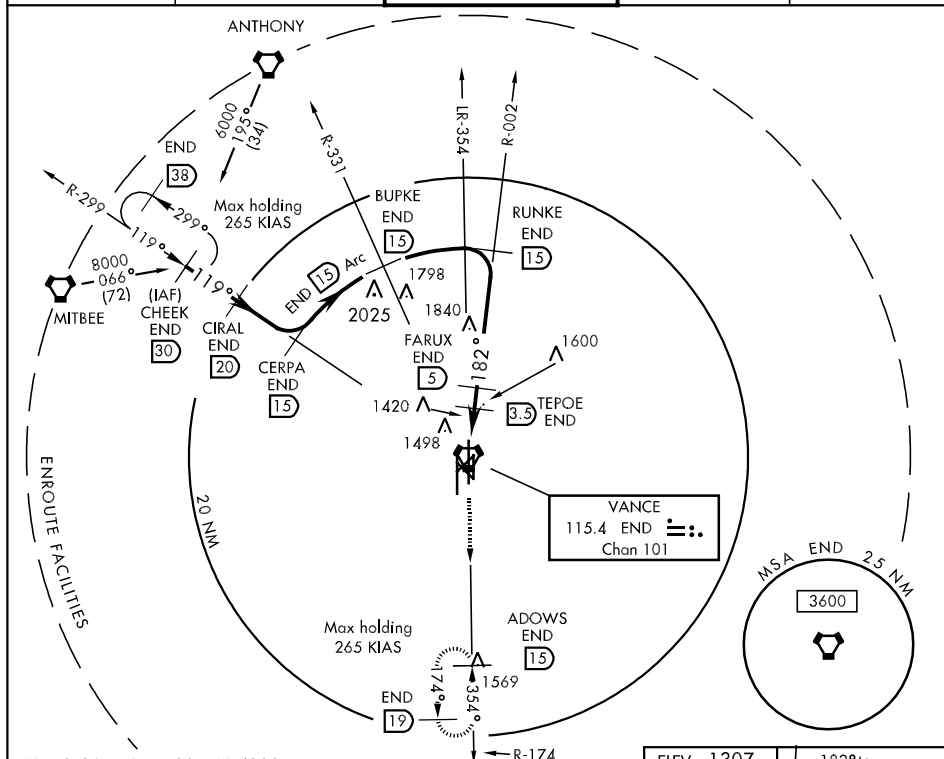 ANTHONY
6000
195°
(34)
END
38
R-299
119°
299°
Max holding
265 KIAS
R-331
LR-354
R-002
BUPKE
END
15
RUNKE
END
15
8000
066°
(72)
MITBEE
119°
(IAF)
CHEEK
END
30
CIRAL
END
20
CERPA
END
15
END 15 Arc
2025
1798
1840
FARUX
END
5
182°
1600
1420
1498
3.5
TEPOE
END
ENROUTE FACILITIES
20 NM
VANCE
115.4 END
Chan 101
MSA END 25 NM
3600
Max holding
265 KIAS
ADOWS
END
15
1569
174°
354°
END
19
R-174
ELEV 1307